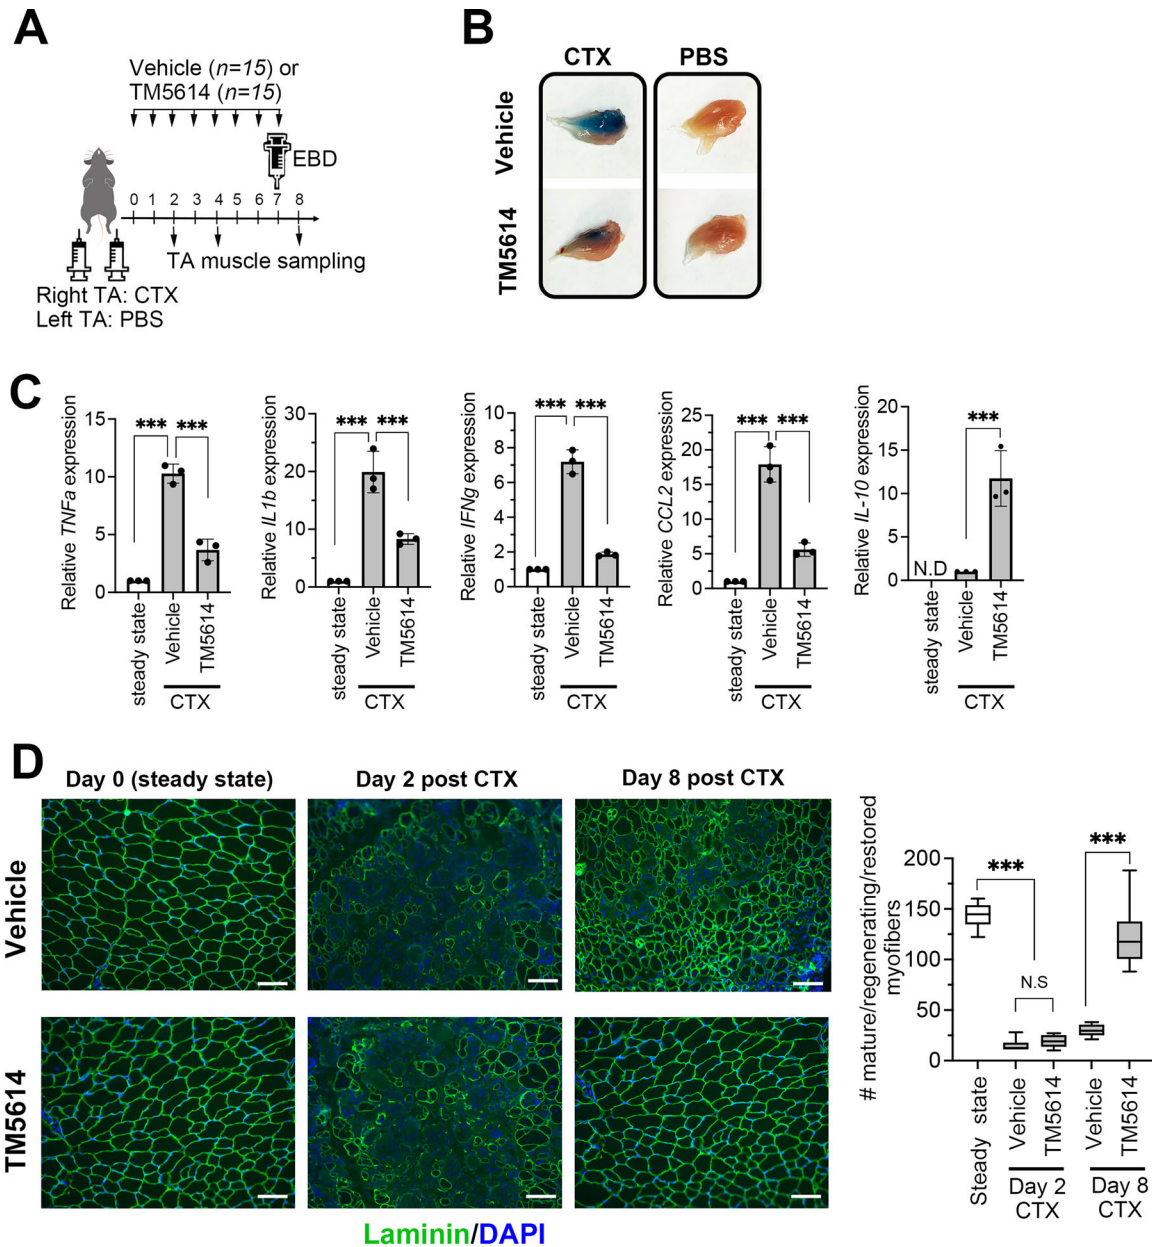 A
Vehicle (n=15) or
TM5614 (n=15)
EBD
0 1 2 3 4 5 6 7 8
TA muscle sampling
Right TA: CTX
Left TA: PBS
B
CTX PBS
Vehicle
TM5614
C
Relative TNFa expression
15
10
5
0
*** ***
steady state
Vehicle
TM5614
CTX
Relative IL1b expression
30
20
10
0
*** ***
steady state
Vehicle
TM5614
CTX
Relative IFNg expression
10
8
6
4
2
0
*** ***
steady state
Vehicle
TM5614
CTX
Relative CCL2 expression
25
20
15
10
5
0
*** ***
steady state
Vehicle
TM5614
CTX
Relative IL-10 expression
20
15
10
5
0
***
N.D
steady state
Vehicle
TM5614
CTX
D
Day 0 (steady state) Day 2 post CTX Day 8 post CTX
Vehicle
TM5614
Laminin/DAPI
# mature/regenerating/restored
myofibers
200
150
100
50
0
***
N.S
***
Steady state
Vehicle
TM5614
Vehicle
TM5614
Day 2
CTX
Day 8
CTX